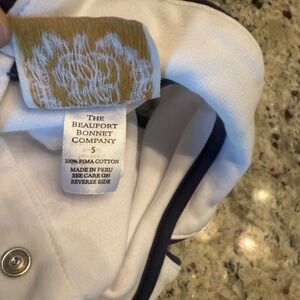 THE
BEAUFORT
BONNET
COMPANY
5
100% PIMA COTTON
MADE IN PERU
SEE CARE ON
REVERSE SIDE